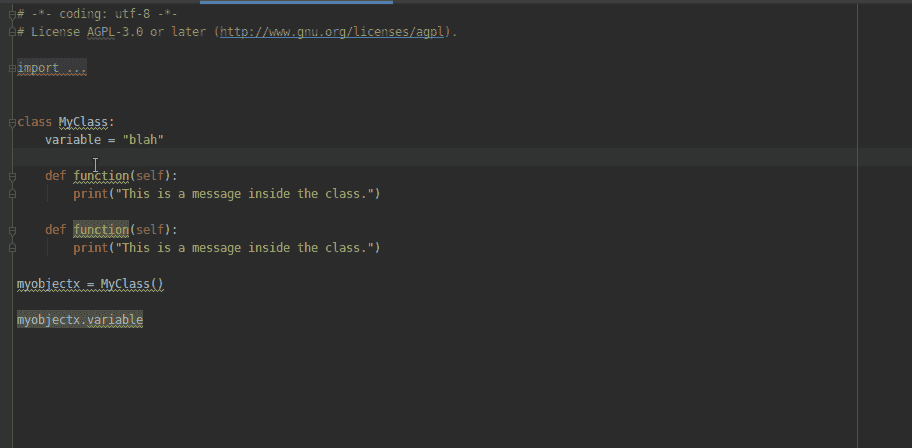 # -*- coding: utf-8 -*-
# License AGPL-3.0 or later (http://www.gnu.org/licenses/agpl).
import ...
class MyClass:
variable = "blah"
def function(self):
print("This is a message inside the class.")
def function(self):
print("This is a message inside the class.")
myobjectx = MyClass()
myobjectx.variable